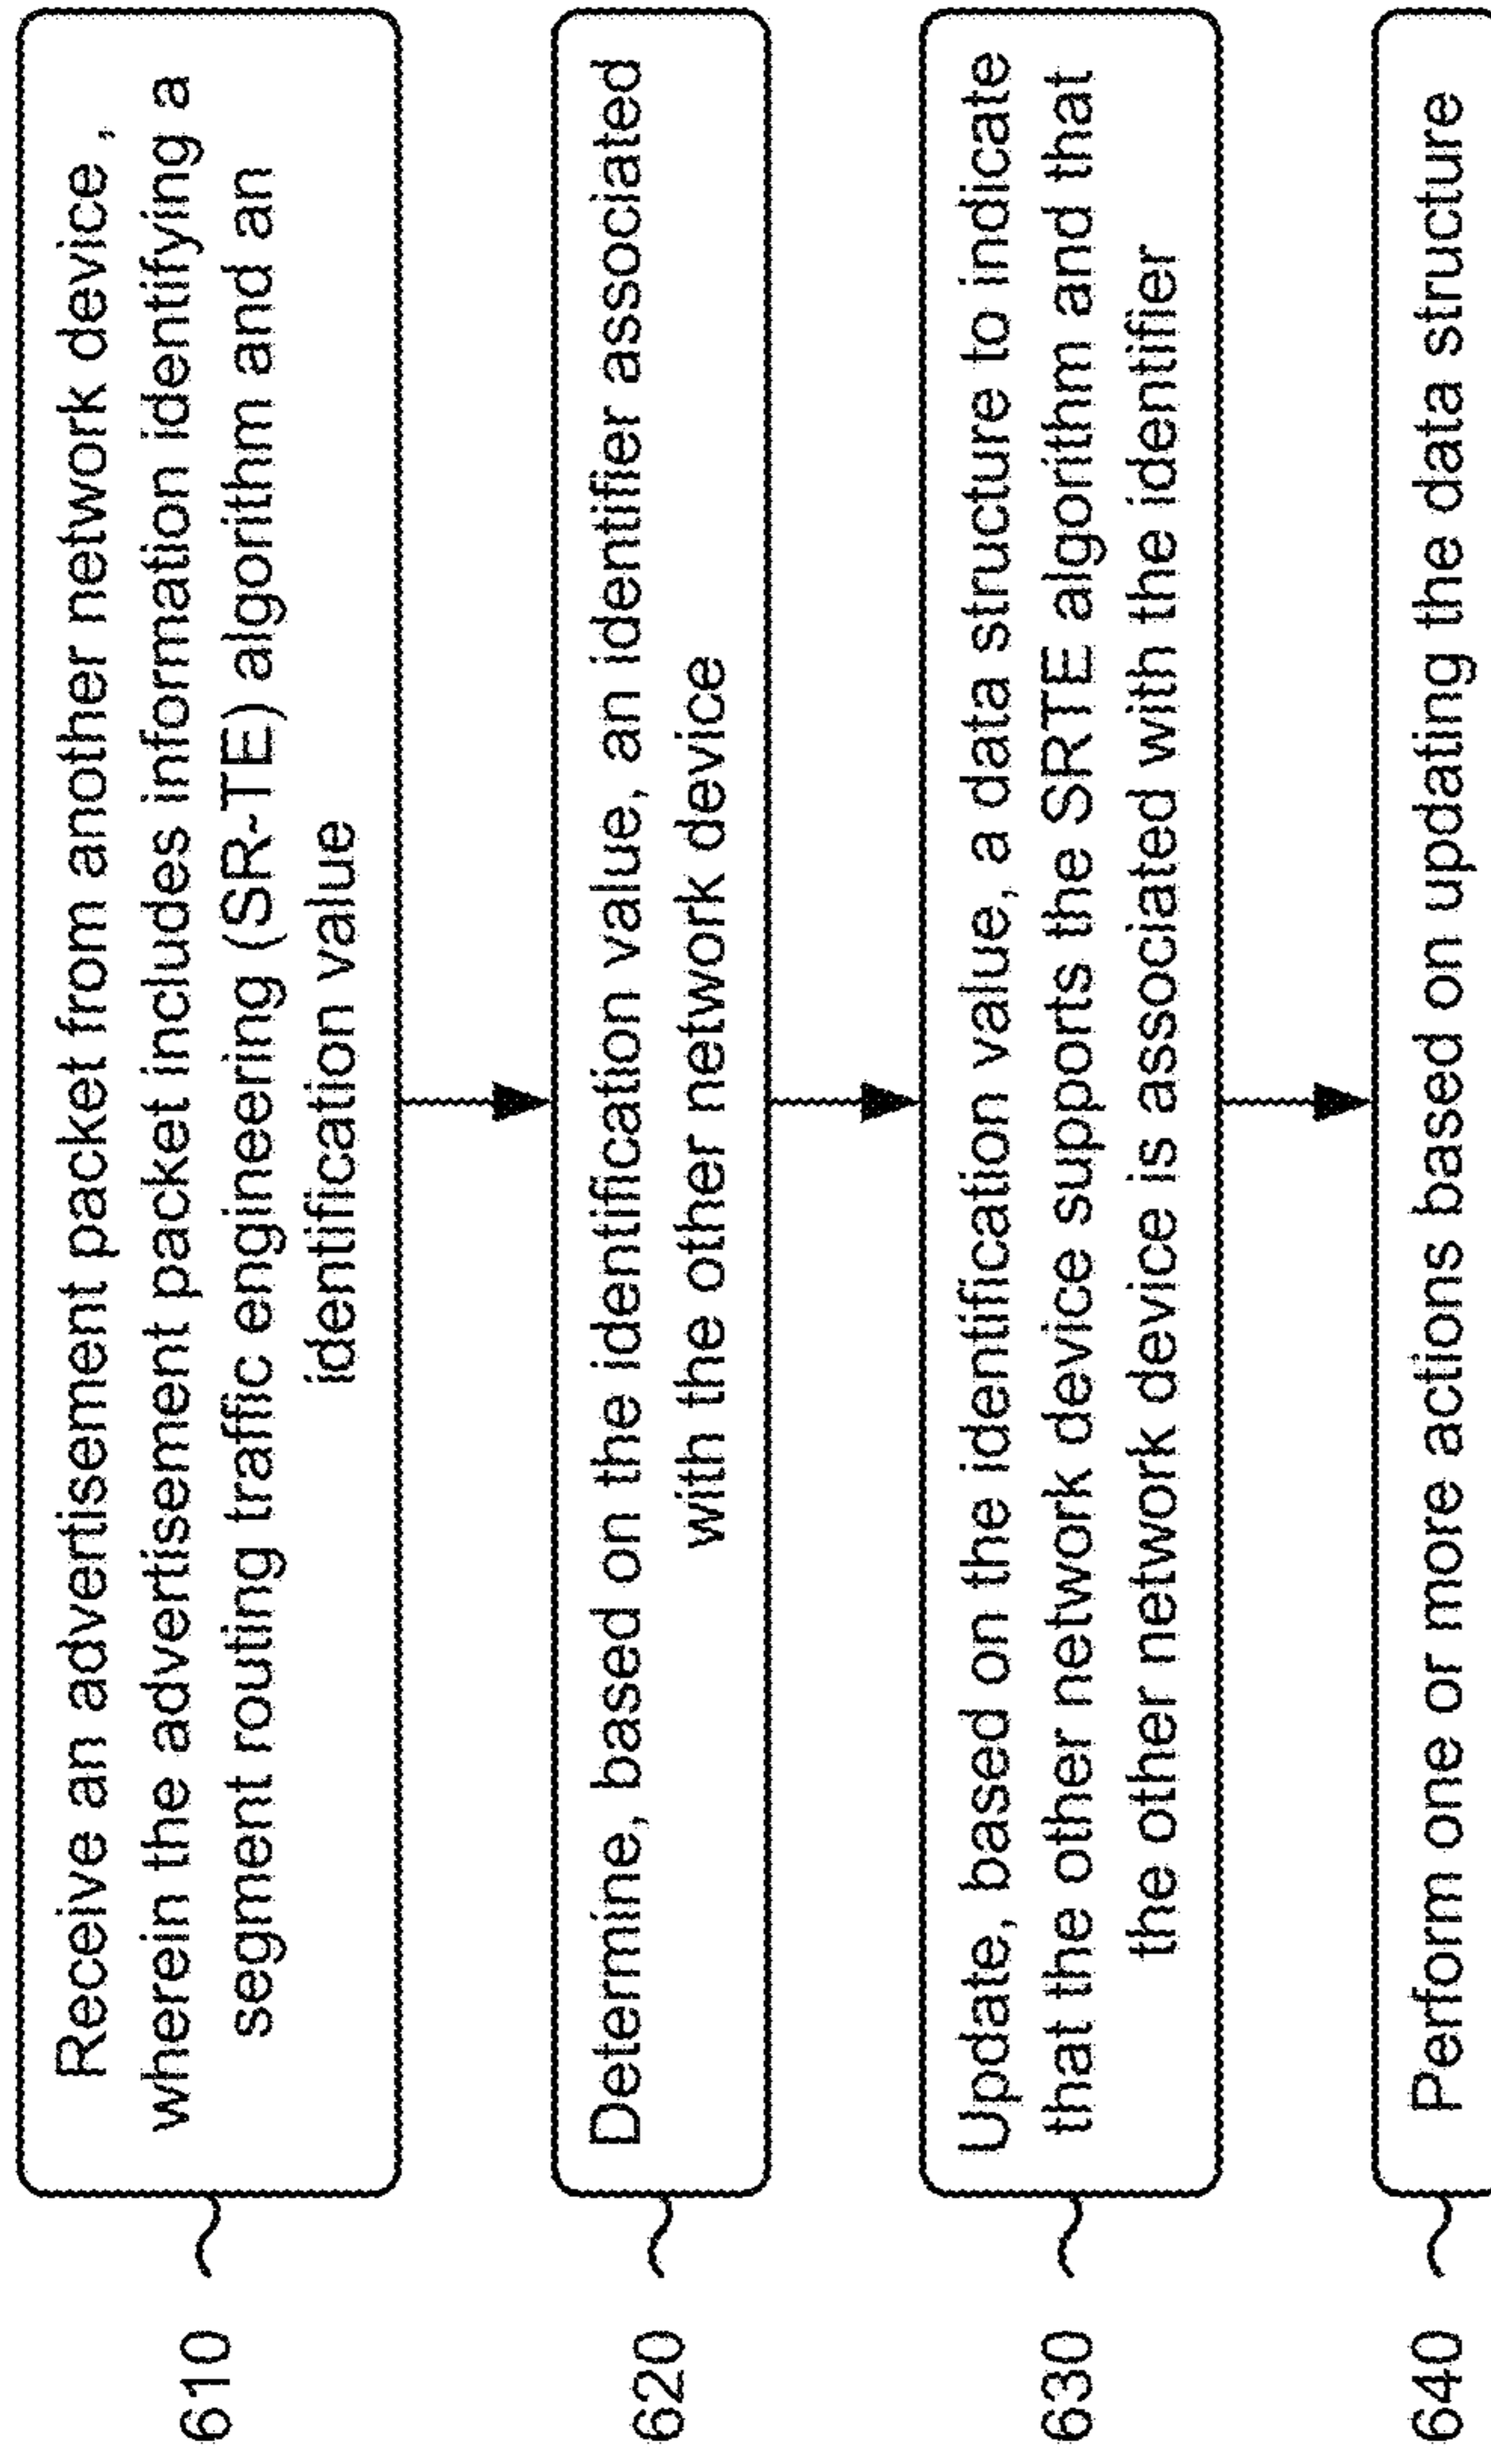 610
Receive an advertisement packet from another network device ,
wherein the advertisement packet includes information identifying a
segment routing traffic engineering (SR-TE) algorithm and an
identification value
620
Determine, based on the identification value, an identifier associated
with the other network device
630
Update, based on the identification value, a data structure to indicate
that the other network device supports the SRTE algorithm and that
the other network device is associated with the identifier
640
Perform one or more actions based on updating the data structure